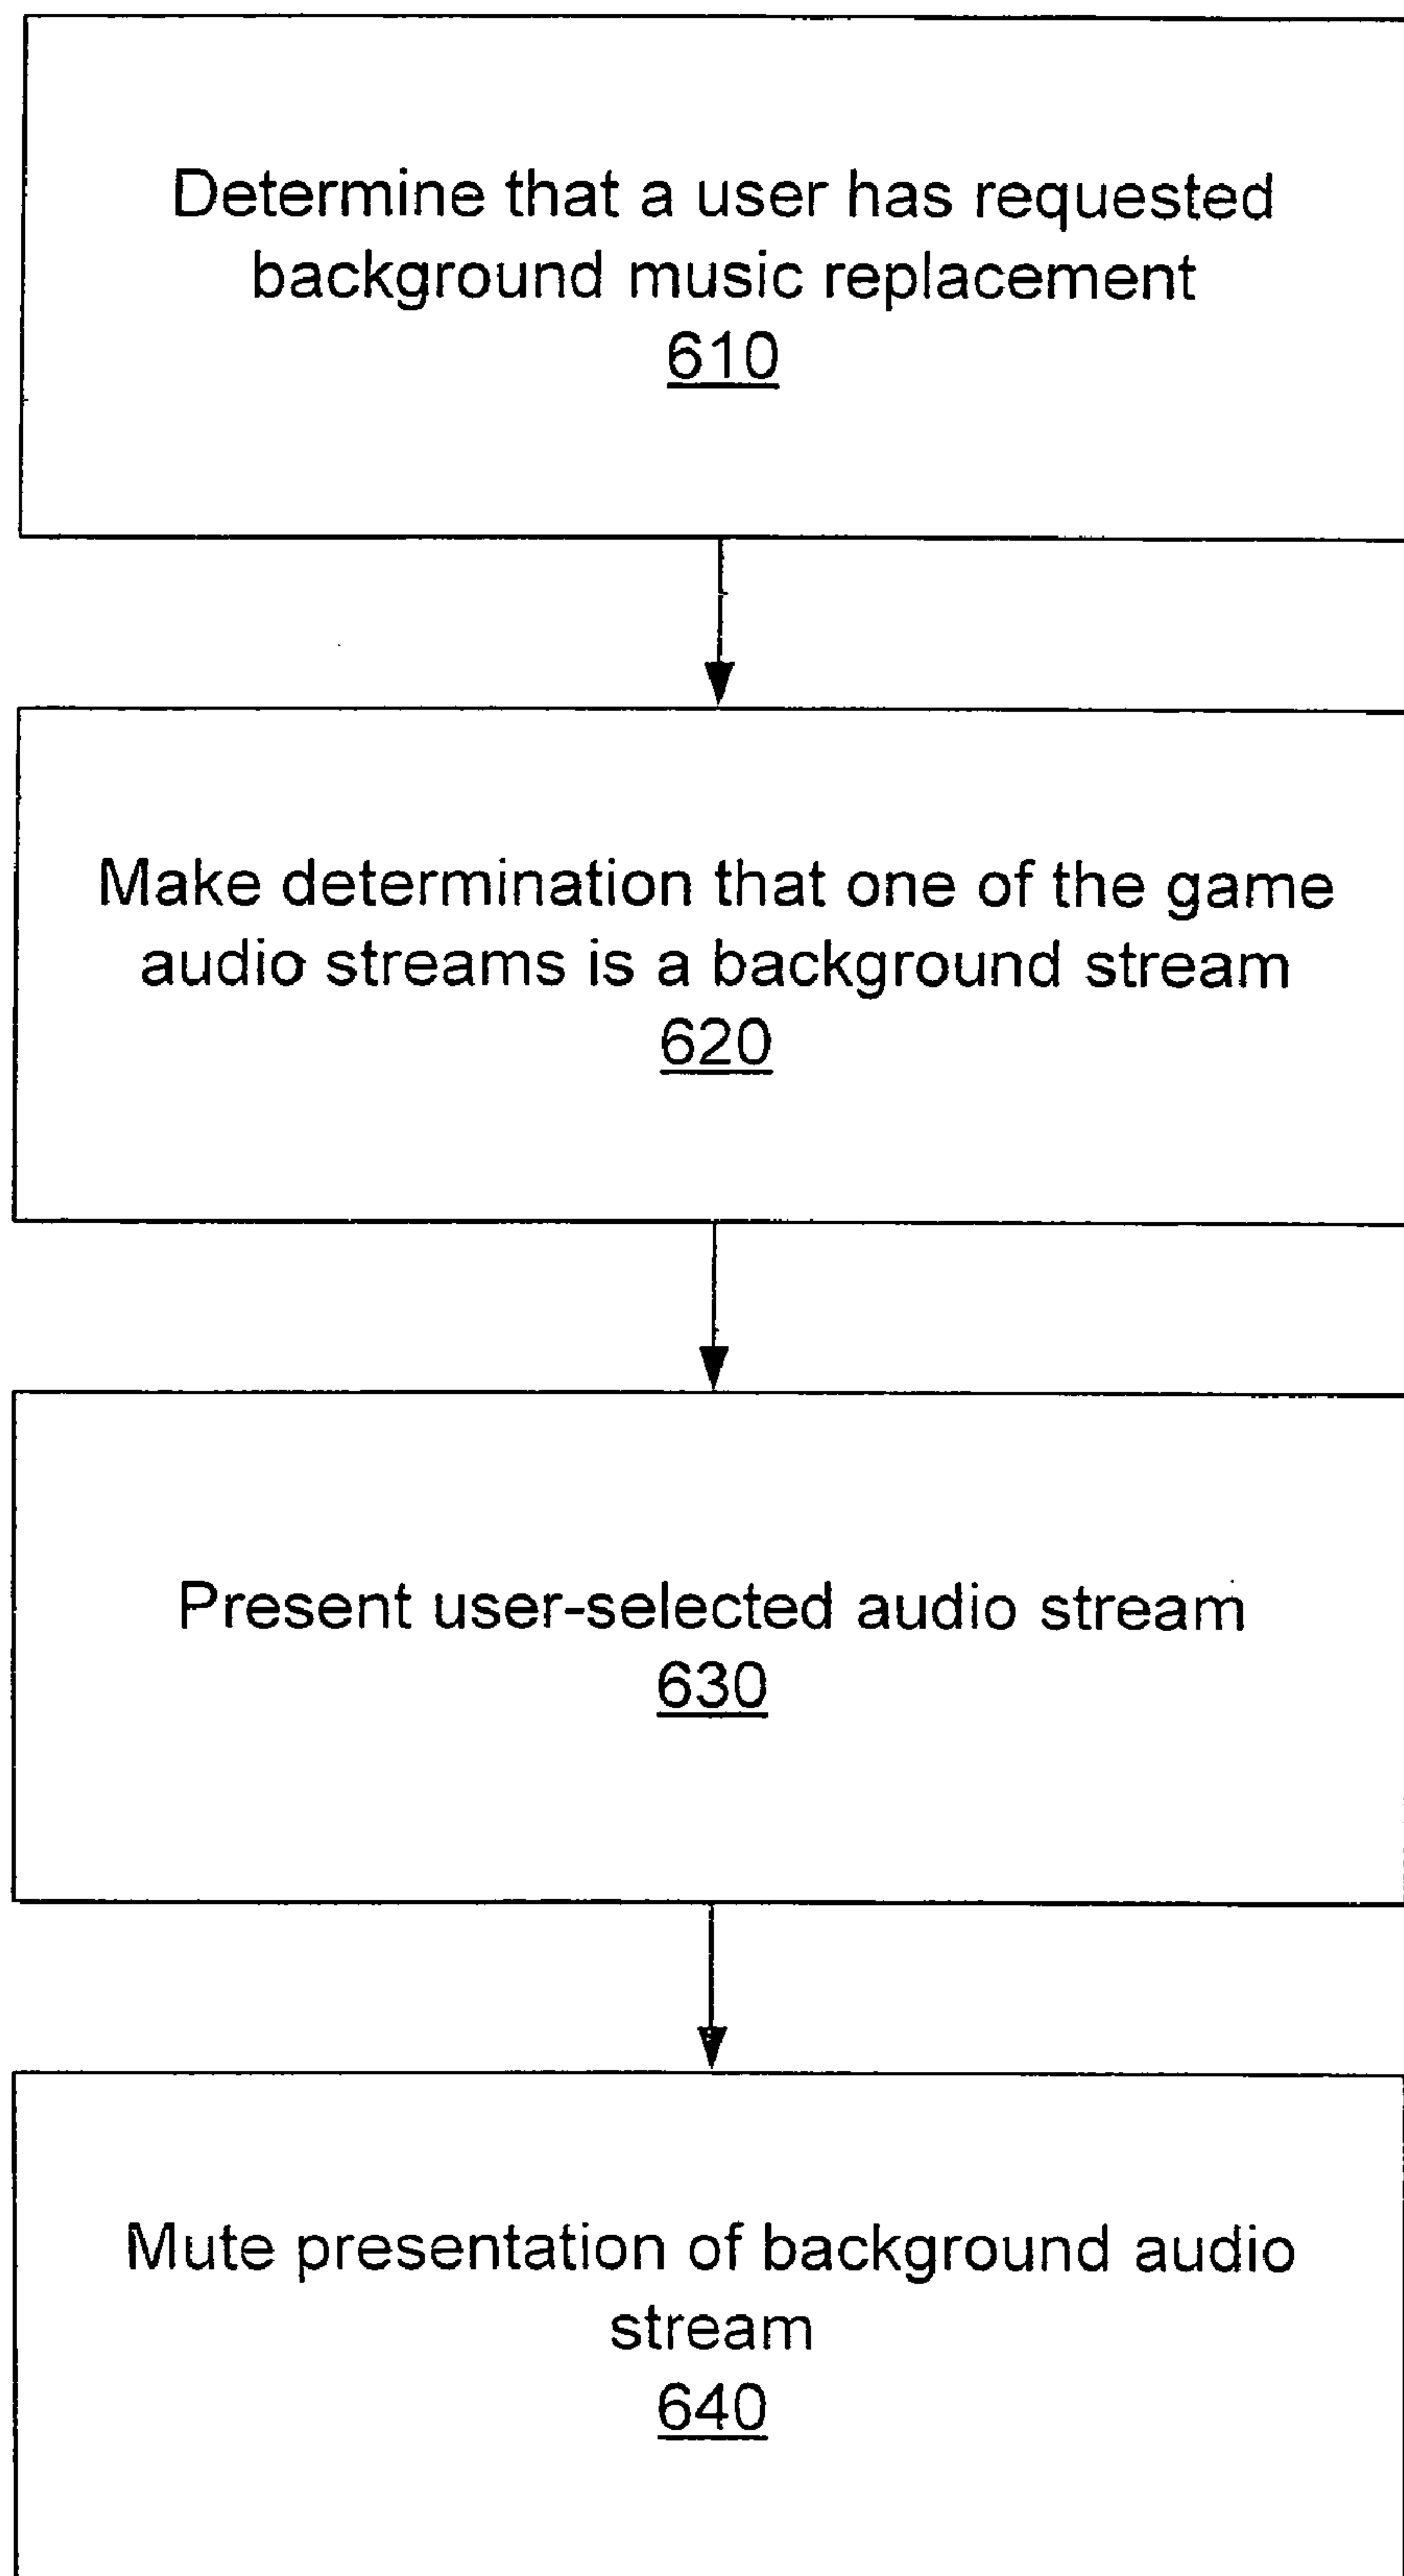 Determine that a user has requested
background music replacement
610
Make determination that one of the game
audio streams is a background stream
620
Present user-selected audio stream
630
Mute presentation of background audio
stream
640